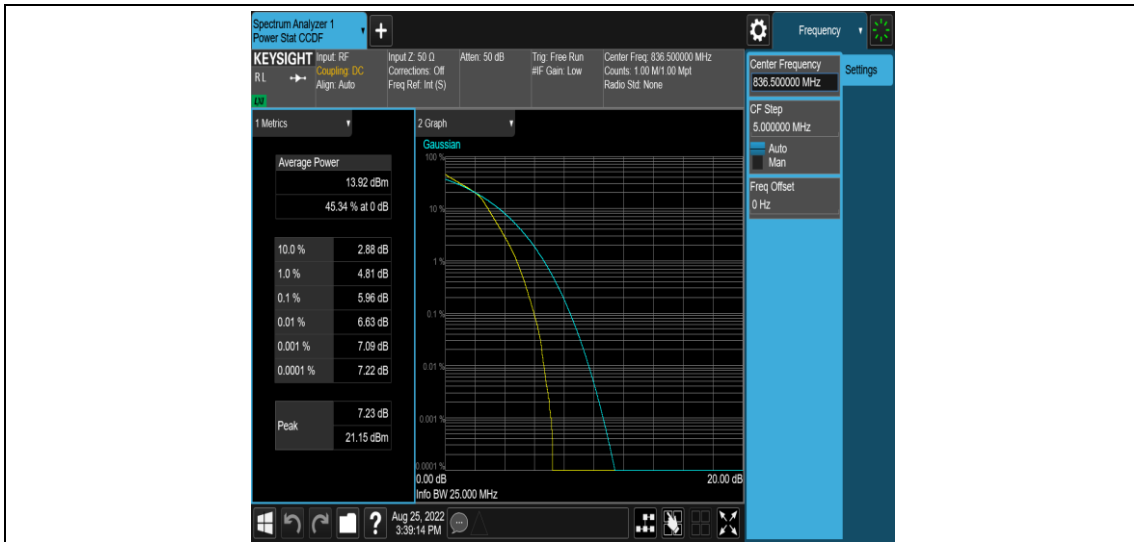 Spectrum Analyzer 1
Power Stat CCDF
Frequency
KEYSIGHT
RL
LXI
Input: RF
Coupling: DC
Align: Auto
Input Z: 50 Ω
Corrections: Off
Freq Ref: Int (S)
Atten: 50 dB
Trig: Free Run
#IF Gain: Low
Center Freq: 836.500000 MHz
Counts: 1.00 M/1.00 Mpt
Radio Std: None
Center Frequency
836.500000 MHz
Settings
CF Step
5.000000 MHz
Auto
Man
Freq Offset
0 Hz
1 Metrics
Average Power
13.92 dBm
45.34 % at 0 dB
10.0 % 2.88 dB
1.0 % 4.81 dB
0.1 % 5.96 dB
0.01 % 6.63 dB
0.001 % 7.09 dB
0.0001 % 7.22 dB
Peak
7.23 dB
21.15 dBm
2 Graph
Gaussian
100 %
10 %
1 %
0.1 %
0.01 %
0.001 %
0.0001 %
0.00 dB 20.00 dB
Info BW 25.000 MHz
?
Aug 25, 2022
3:39:14 PM